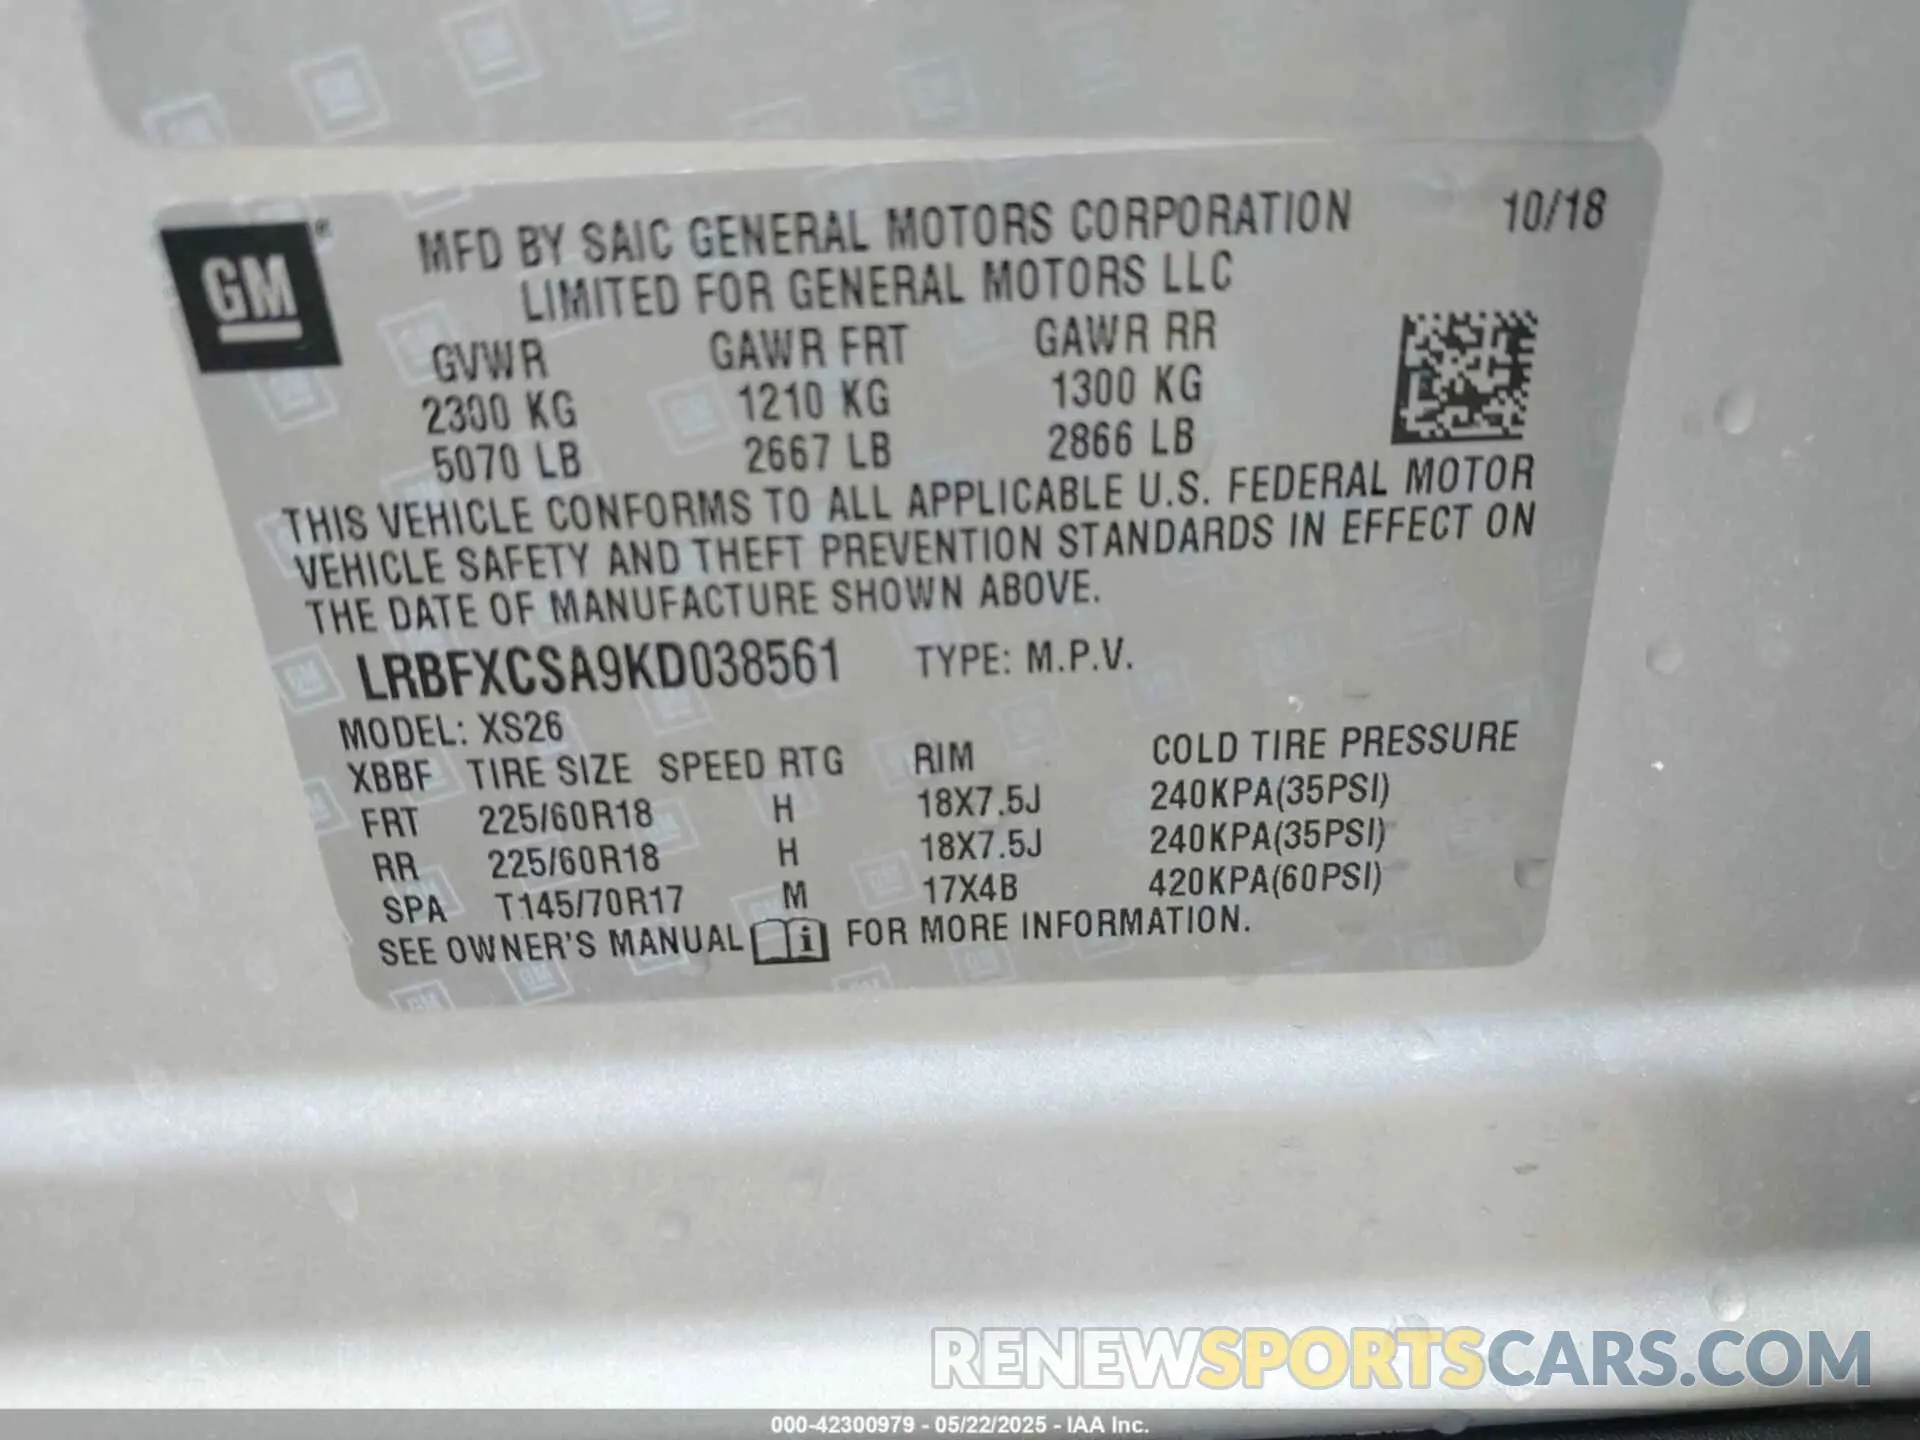 GM ®
MFD BY SAIC GENERAL MOTORS CORPORATION 10/18
LIMITED FOR GENERAL MOTORS LLC
GVWR GAWR FRT GAWR RR
2300 KG 1210 KG 1300 KG
5070 LB 2667 LB 2866 LB
THIS VEHICLE CONFORMS TO ALL APPLICABLE U.S. FEDERAL MOTOR
VEHICLE SAFETY AND THEFT PREVENTION STANDARDS IN EFFECT ON
THE DATE OF MANUFACTURE SHOWN ABOVE.
LRBFXCSA9KD038561 TYPE: M.P.V.
MODEL: XS26
XBBF TIRE SIZE SPEED RTG RIM COLD TIRE PRESSURE
FRT 225/60R18 H 18X7.5J 240KPA(35PSI)
RR 225/60R18 H 18X7.5J 240KPA(35PSI)
SPA T145/70R17 M 17X4B 420KPA(60PSI)
SEE OWNER'S MANUAL i FOR MORE INFORMATION.
RENEWSPORTSCARS.COM
000-42300979 - 05/22/2025 - IAA Inc.